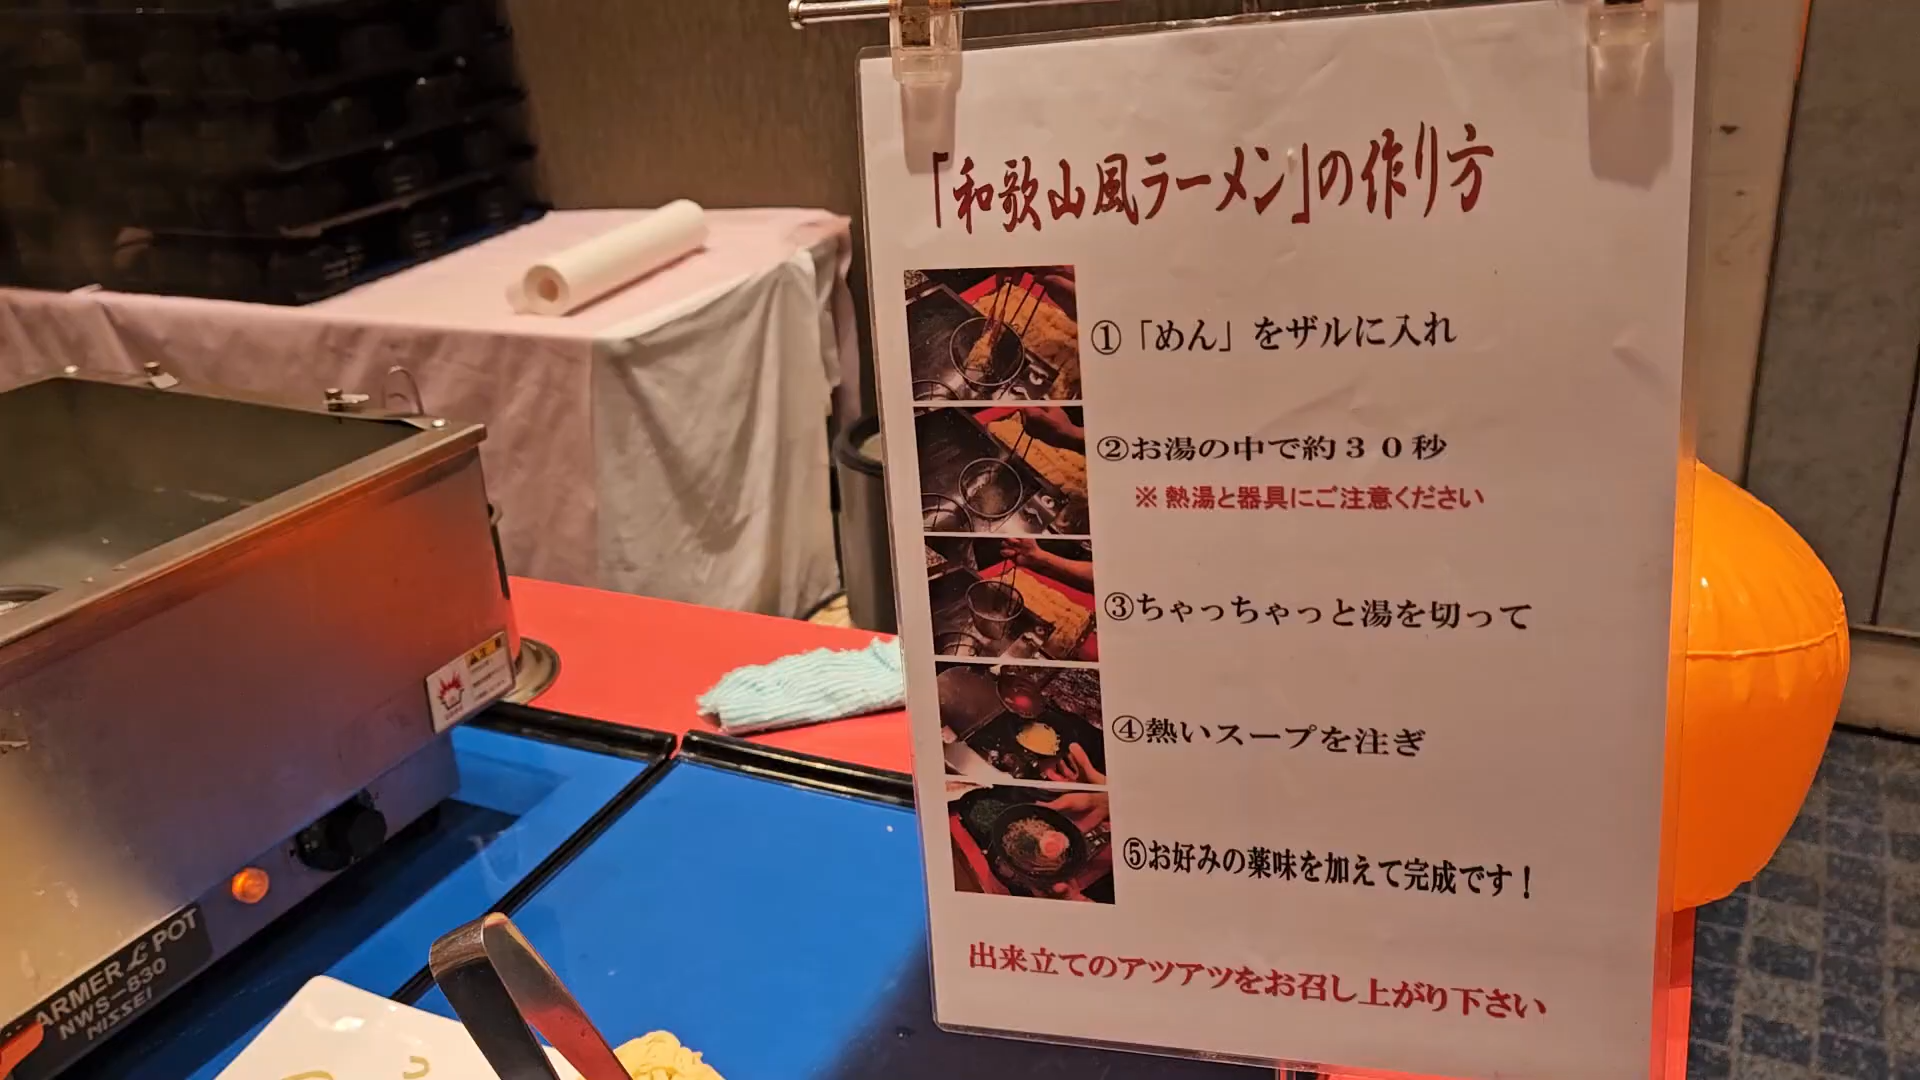 「和歌山風ラーメン」の作り方
①「めん」をザルに入れ
②お湯の中で約３０秒
※熱湯と器具にご注意ください
③ちゃっちゃっと湯を切って
④熱いスープを注ぎ
⑤お好みの薬味を加えて完成です！
出来立てのアツアツをお召し上がり下さい
ARMER L POT
NWS-830
NISSEI